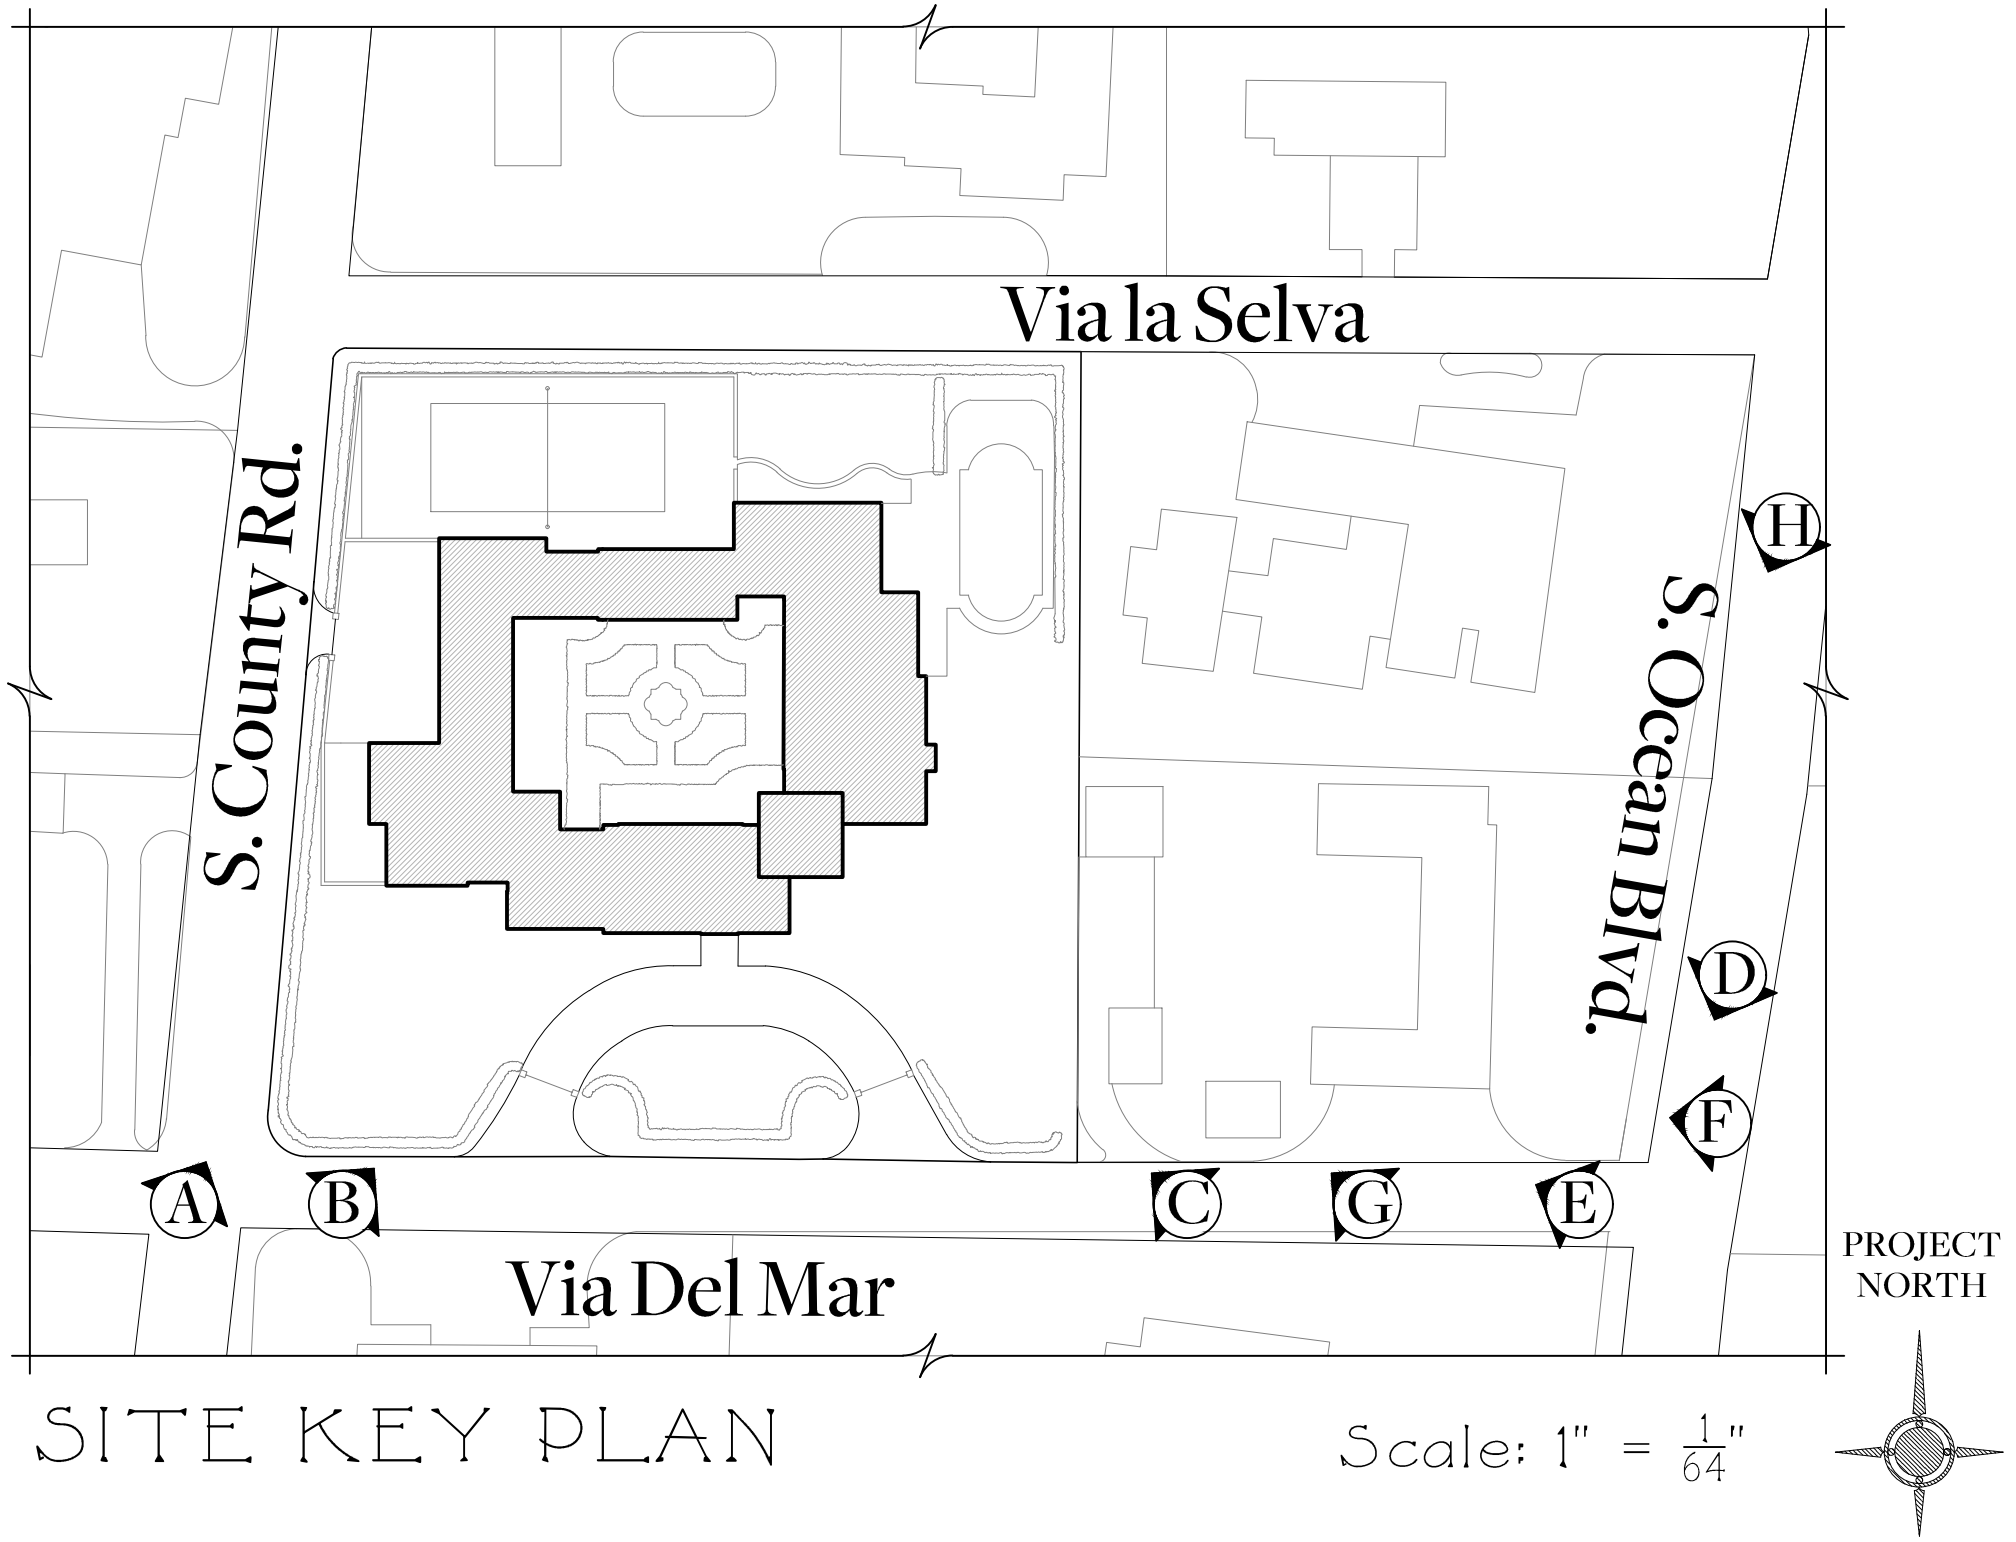 Via la Selva
S. County Rd.
H
S. Ocean Blvd.
D
F
A
B
C
G
E
Via Del Mar
PROJECT
NORTH
SITE KEY PLAN
Scale: 1" = 1/64"